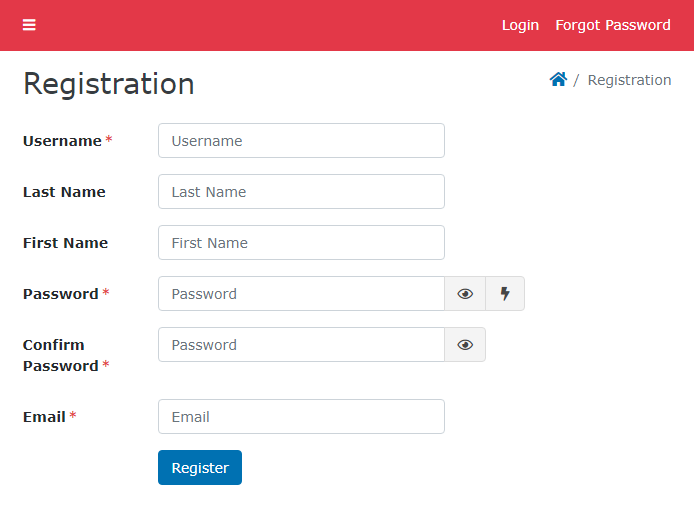 Login Forgot Password
Registration
/ Registration
Username * Username
Last Name Last Name
First Name First Name
Password * Password
Confirm Password
Password *
Email * Email
Register